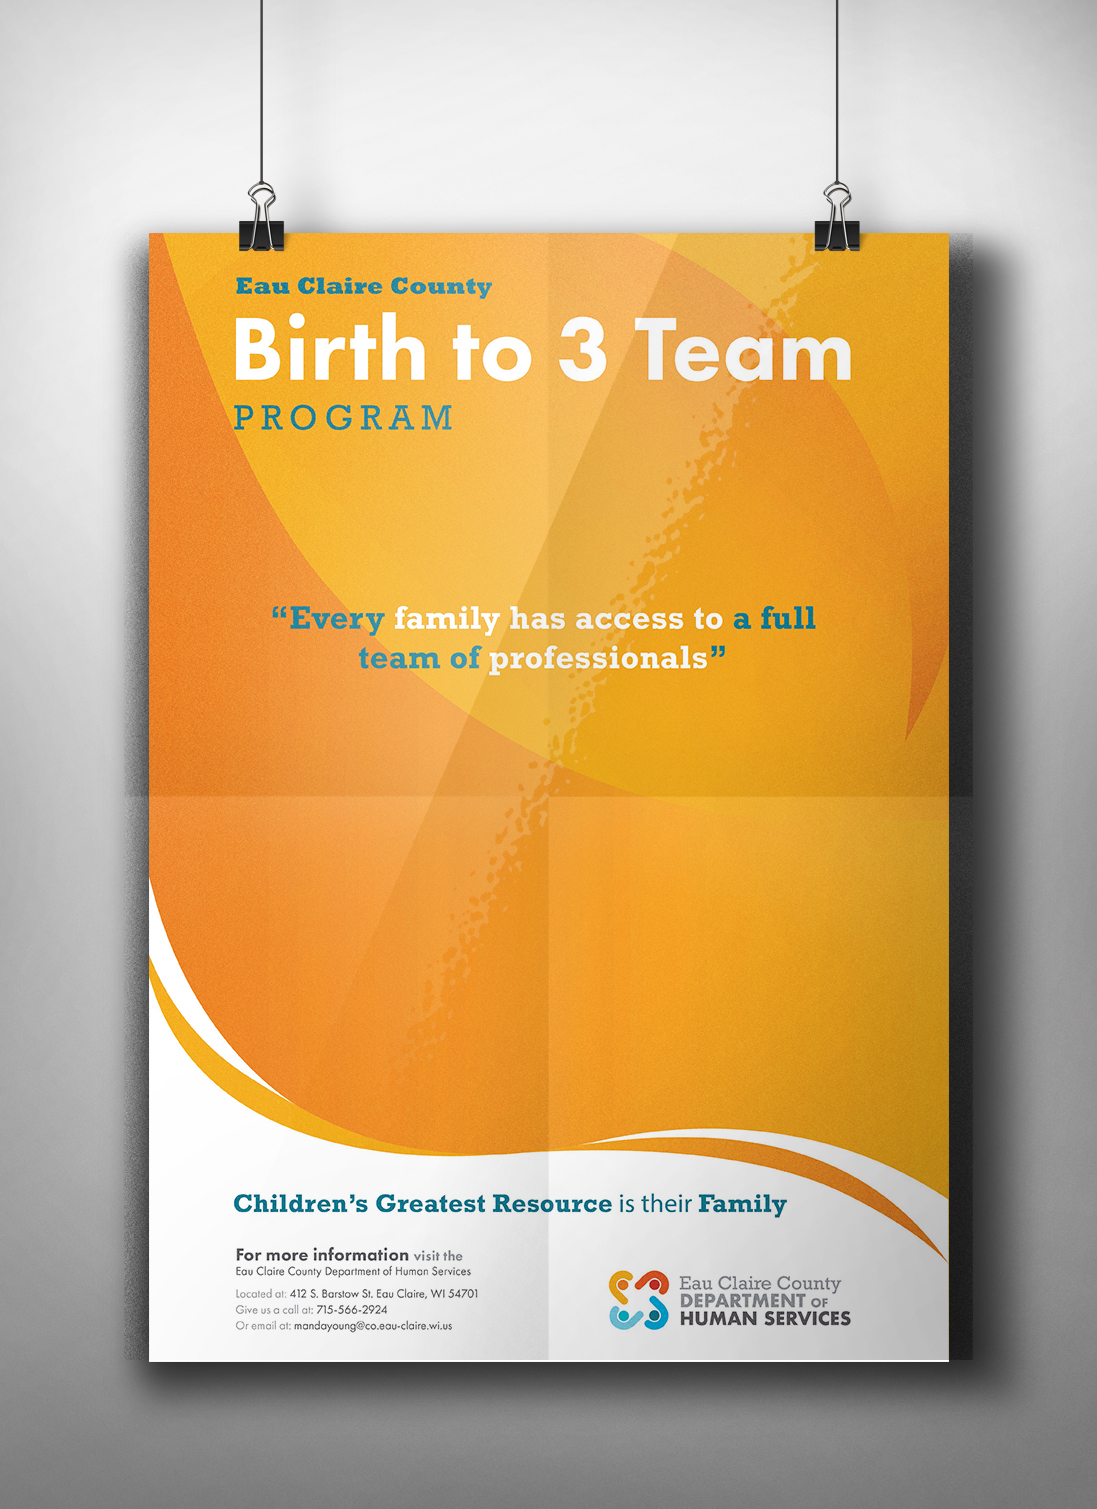 Eau Claire County
Birth to 3 Team
PROGRAM
“Every family has access to a full
team of professionals”
Children’s Greatest Resource is their Family
For more information visit the
Eau Claire County Department of Human Services
Located at: 412 S. Barstow St. Eau Claire, WI 54701
Give us a call at: 715-566-2924
Or email at: mandayoung@co.eau-claire.wi.us
Eau Claire County
DEPARTMENT OF
HUMAN SERVICES